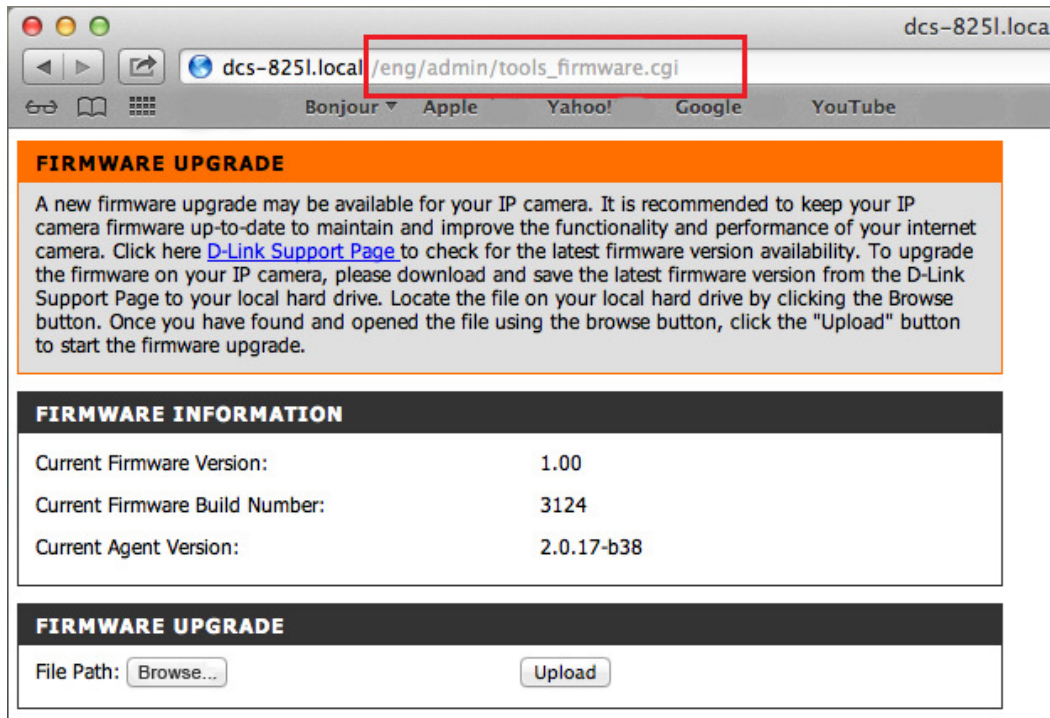 dcs-825l.loca
dcs-825l.local/eng/admin/tools_firmware.cgi
Bonjour Apple Yahoo! Google YouTube
FIRMWARE UPGRADE
A new firmware upgrade may be available for your IP camera. It is recommended to keep your IP
camera firmware up-to-date to maintain and improve the functionality and performance of your internet
camera. Click here D-Link Support Page to check for the latest firmware version availability. To upgrade
the firmware on your IP camera, please download and save the latest firmware version from the D-Link
Support Page to your local hard drive. Locate the file on your local hard drive by clicking the Browse
button. Once you have found and opened the file using the browse button, click the "Upload" button
to start the firmware upgrade.
FIRMWARE INFORMATION
Current Firmware Version: 1.00
Current Firmware Build Number: 3124
Current Agent Version: 2.0.17-b38
FIRMWARE UPGRADE
File Path: Browse... Upload